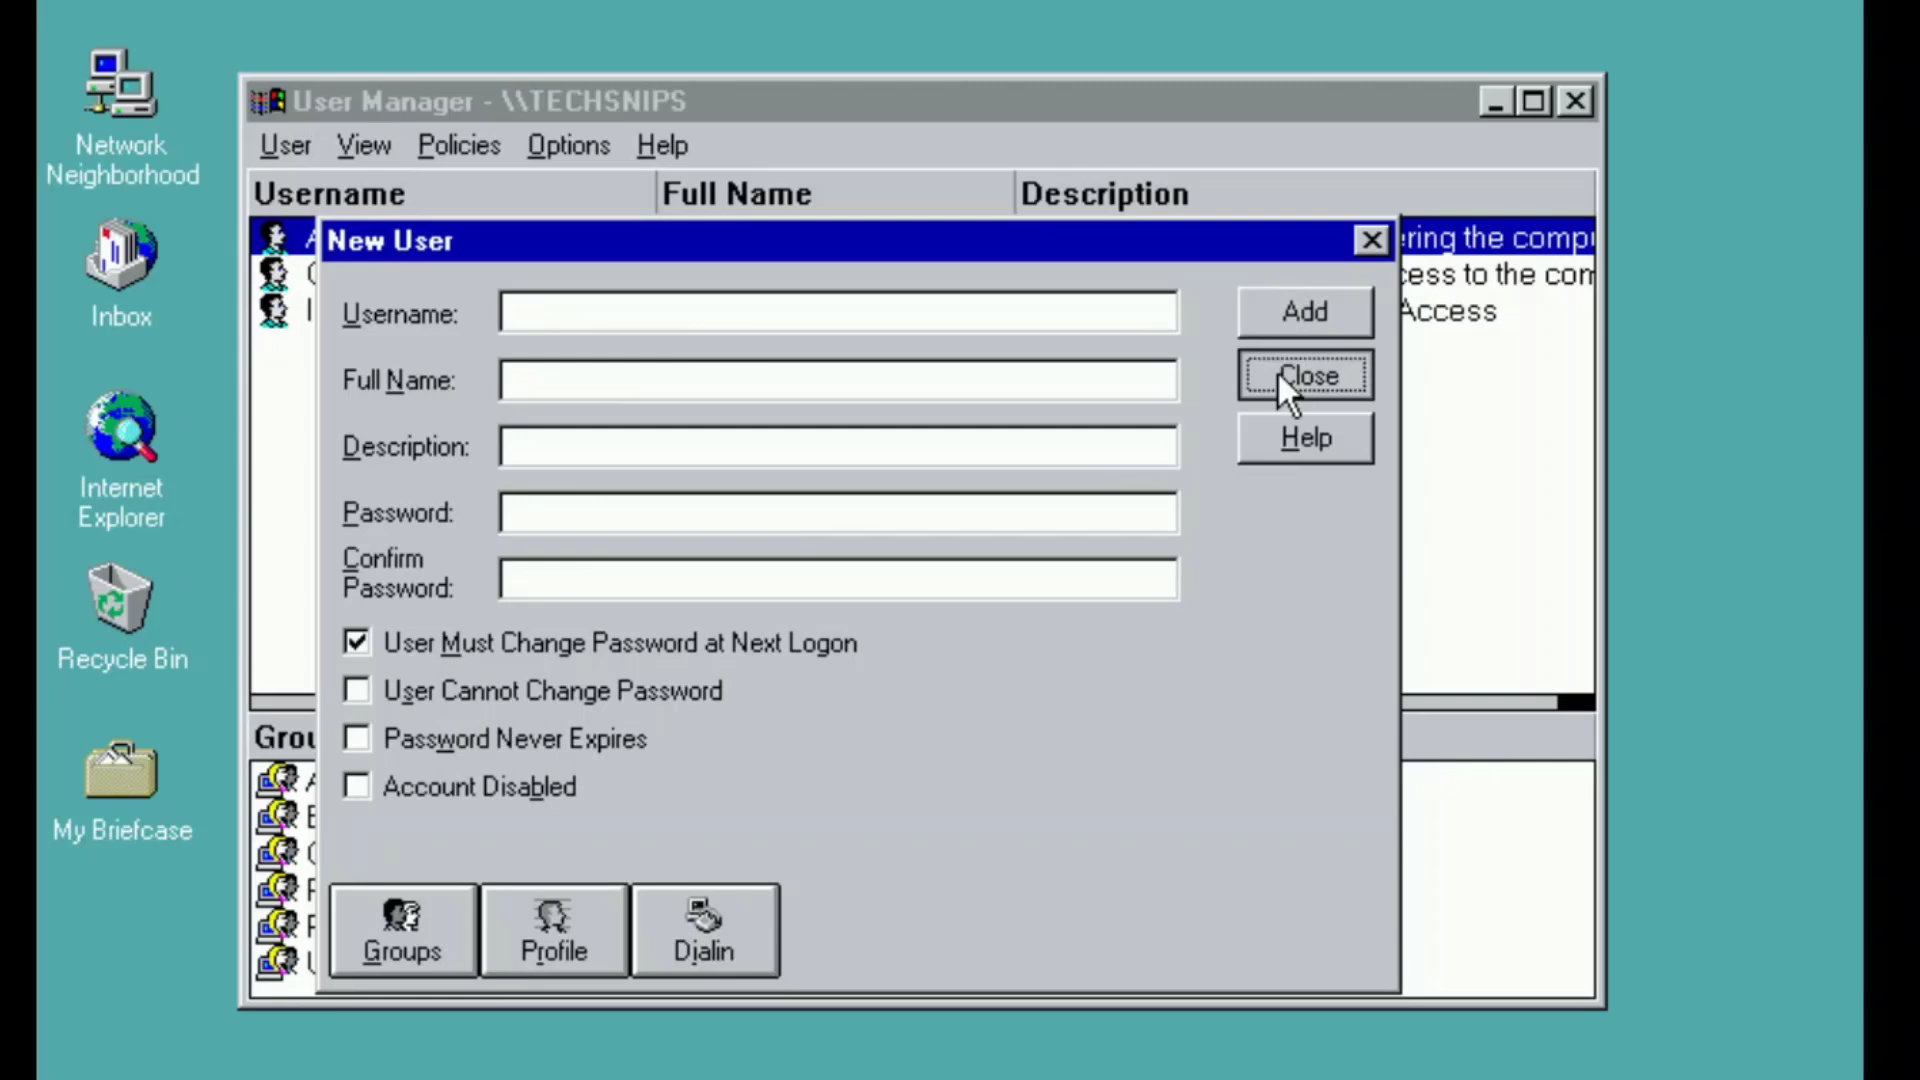 Network
Neighborhood
Inbox
Internet
Explorer
Recycle Bin
My Briefcase
User Manager - \\TECHSNIPS
User View Policies Options Help
Username Full Name Description
New User
ring the comp
cess to the con
Access
Username:
Full Name:
Description:
Password:
Confirm
Password:
Add
Close
Help
User Must Change Password at Next Logon
User Cannot Change Password
Password Never Expires
Account Disabled
Grou
Groups
Profile
Dialin